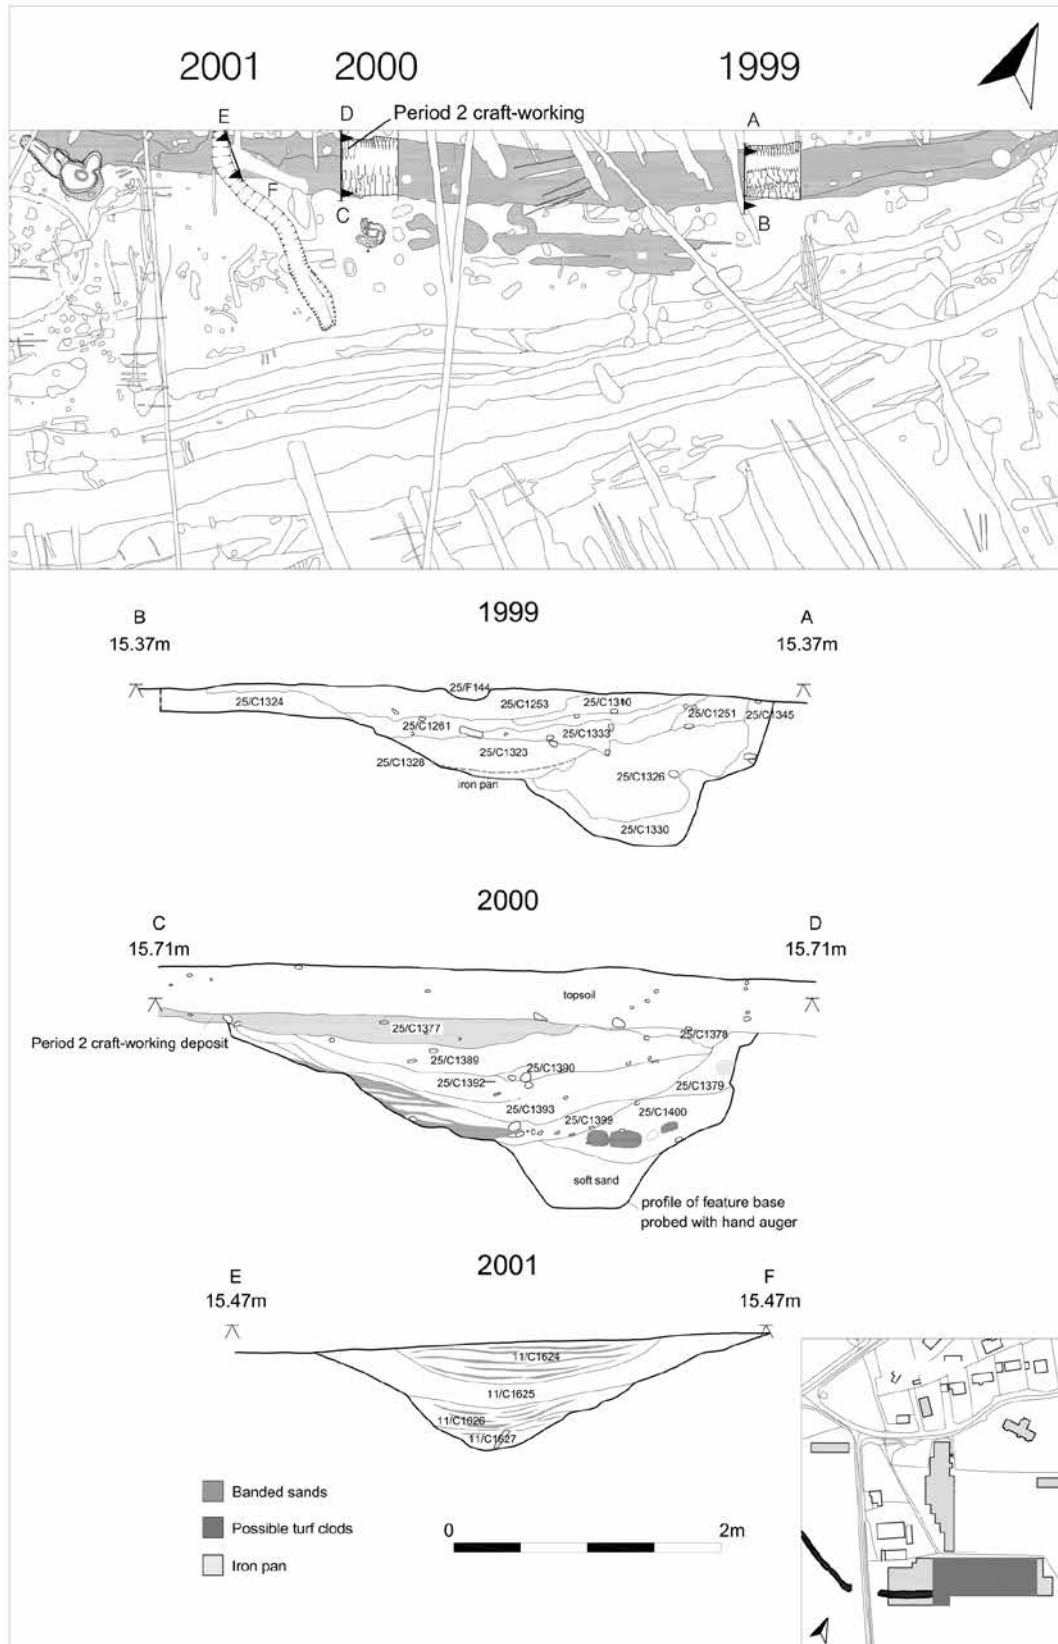 2001 2000 1999
E D Period 2 craft-working A
F C B
1999
B A
15.37m 15.37m
25/F144
25/C1324 25/C1253 25/C1310
25/C1251 25/C1345
25/C1261 25/C1333
25/C1323
25/C1328 25/C1326
iron pan
25/C1330
2000
C D
15.71m 15.71m
topsoil
25/C1377 25/C1378
Period 2 craft-working deposit
25/C1389 25/C1390
25/C1392 25/C1379
25/C1393 25/C1399 25/C1400
soft sand
profile of feature base
probed with hand auger
2001
E F
15.47m 15.47m
11/C1624
11/C1625
11/C1626
11/C1627
Banded sands
Possible turf clods
Iron pan
0 2m